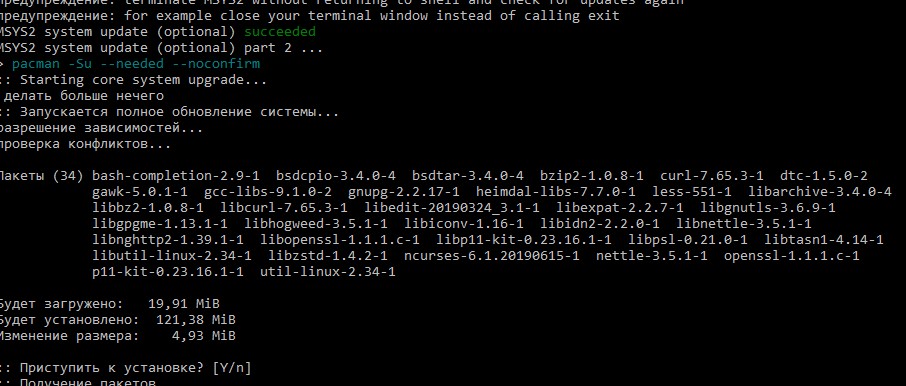 предупреждение: terminate MSYS2 without returning to shell and check for updates again
предупреждение: for example close your terminal window instead of calling exit
MSYS2 system update (optional) succeeded
MSYS2 system update (optional) part 2 ...
> pacman -Su --needed --noconfirm
:: Starting core system upgrade...
делать больше нечего
:: Запускается полное обновление системы...
разрешение зависимостей...
проверка конфликтов...
Пакеты (34) bash-completion-2.9-1 bsdcpio-3.4.0-4 bsdtar-3.4.0-4 bzip2-1.0.8-1 curl-7.65.3-1 dtc-1.5.0-2
gawk-5.0.1-1 gcc-libs-9.1.0-2 gnupg-2.2.17-1 heimdal-libs-7.7.0-1 less-551-1 libarchive-3.4.0-4
libbz2-1.0.8-1 libcurl-7.65.3-1 libedit-20190324_3.1-1 libexpat-2.2.7-1 libgnutls-3.6.9-1
libgpgme-1.13.1-1 libhogweed-3.5.1-1 libiconv-1.16-1 libidn2-2.2.0-1 libnettle-3.5.1-1
libnghttp2-1.39.1-1 libopenssl-1.1.1.c-1 libp11-kit-0.23.16.1-1 libpsl-0.21.0-1 libtasn1-4.14-1
libutil-linux-2.34-1 libzstd-1.4.2-1 ncurses-6.1.20190615-1 nettle-3.5.1-1 openssl-1.1.1.c-1
p11-kit-0.23.16.1-1 util-linux-2.34-1
Будет загружено: 19,91 MiB
Будет установлено: 121,38 MiB
Изменение размера: 4,93 MiB
:: Приступить к установке? [Y/n]
:: Получение пакетов